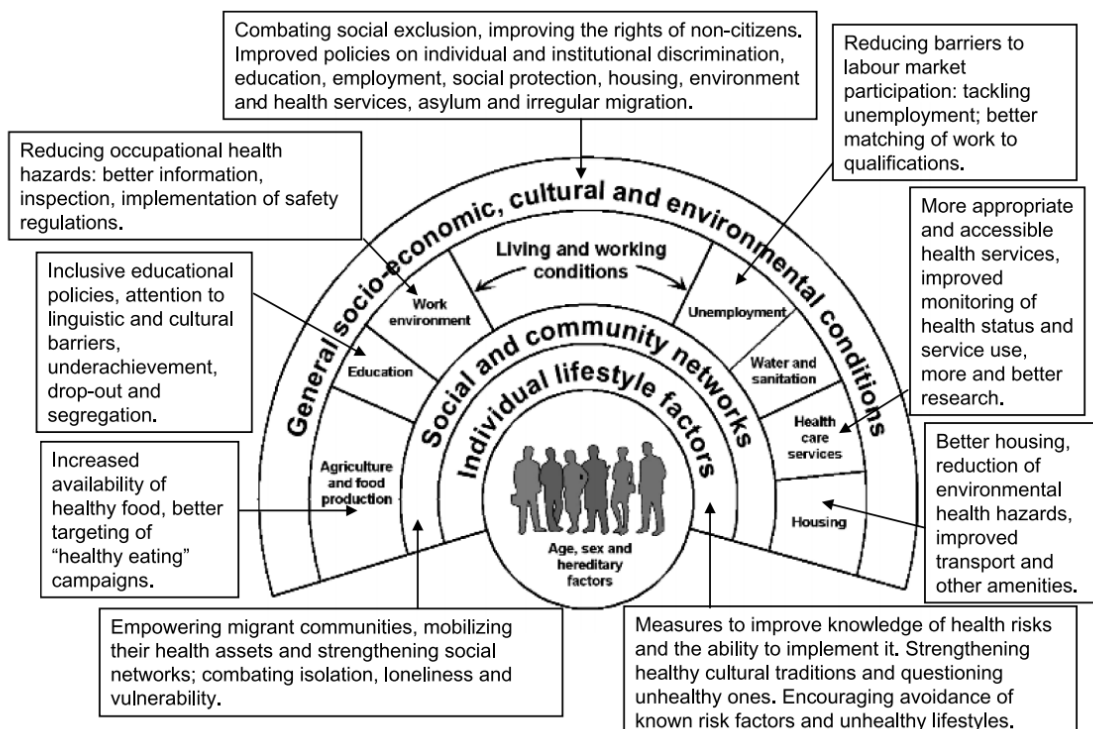 Combating social exclusion, improving the rights of non-citizens.
Improved policies on individual and institutional discrimination,
education, employment, social protection, housing, environment
and health services, asylum and irregular migration.
Reducing barriers to
labour market
participation: tackling
unemployment; better
matching of work to
qualifications.
Reducing occupational health
hazards: better information,
inspection, implementation of safety
regulations.
More appropriate
and accessible
health services,
improved
monitoring of
health status and
service use,
more and better
research.
Inclusive educational
policies, attention to
linguistic and cultural
barriers,
underachievement,
drop-out and
segregation.
Increased
availability of
healthy food, better
targeting of
“healthy eating”
campaigns.
Better housing,
reduction of
environmental
health hazards,
improved
transport and
other amenities.
General socio-economic, cultural and environmental conditions
Living and working
conditions
Agriculture
and food
production
Education
Work
environment
Unemployment
Water and
sanitation
Health
care
services
Housing
Social and community networks
Individual lifestyle factors
Age, sex and
hereditary
factors
Empowering migrant communities, mobilizing
their health assets and strengthening social
networks; combating isolation, loneliness and
vulnerability.
Measures to improve knowledge of health risks
and the ability to implement it. Strengthening
healthy cultural traditions and questioning
unhealthy ones. Encouraging avoidance of
known risk factors and unhealthy lifestyles.